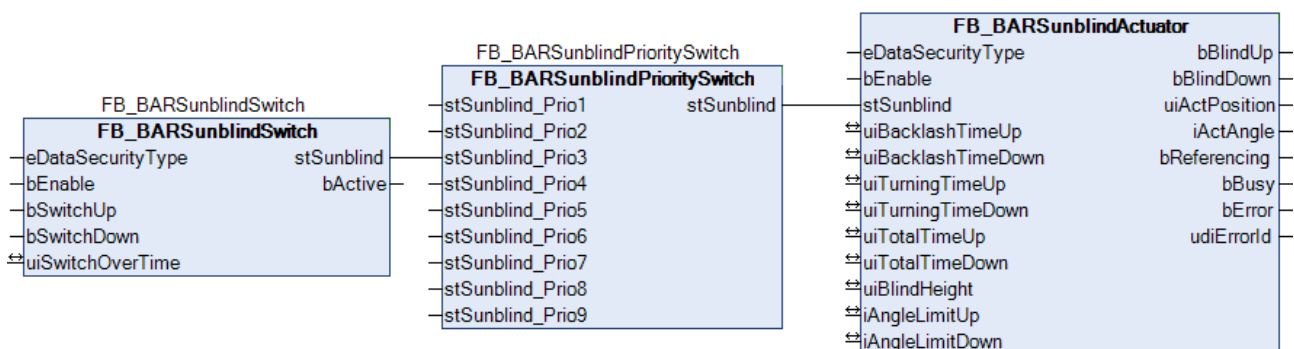 FB_BARSunblindSwitch
FB_BARSunblindSwitch
eDataSecurityType stSunblind
bEnable bActive
bSwitchUp
bSwitchDown
uiSwitchOverTime
FB_BARSunblindPrioritySwitch
FB_BARSunblindPrioritySwitch
stSunblind_Prio1 stSunblind
stSunblind_Prio2
stSunblind_Prio3
stSunblind_Prio4
stSunblind_Prio5
stSunblind_Prio6
stSunblind_Prio7
stSunblind_Prio8
stSunblind_Prio9
FB_BARSunblindActuator
eDataSecurityType bBlindUp
bEnable bBlindDown
stSunblind uiActPosition
uiBacklashTimeUp iActAngle
uiBacklashTimeDown bReferencing
uiTurningTimeUp bBusy
uiTurningTimeDown bError
uiTotalTimeUp udiErrorId
uiTotalTimeDown
uiBlindHeight
iAngleLimitUp
iAngleLimitDown